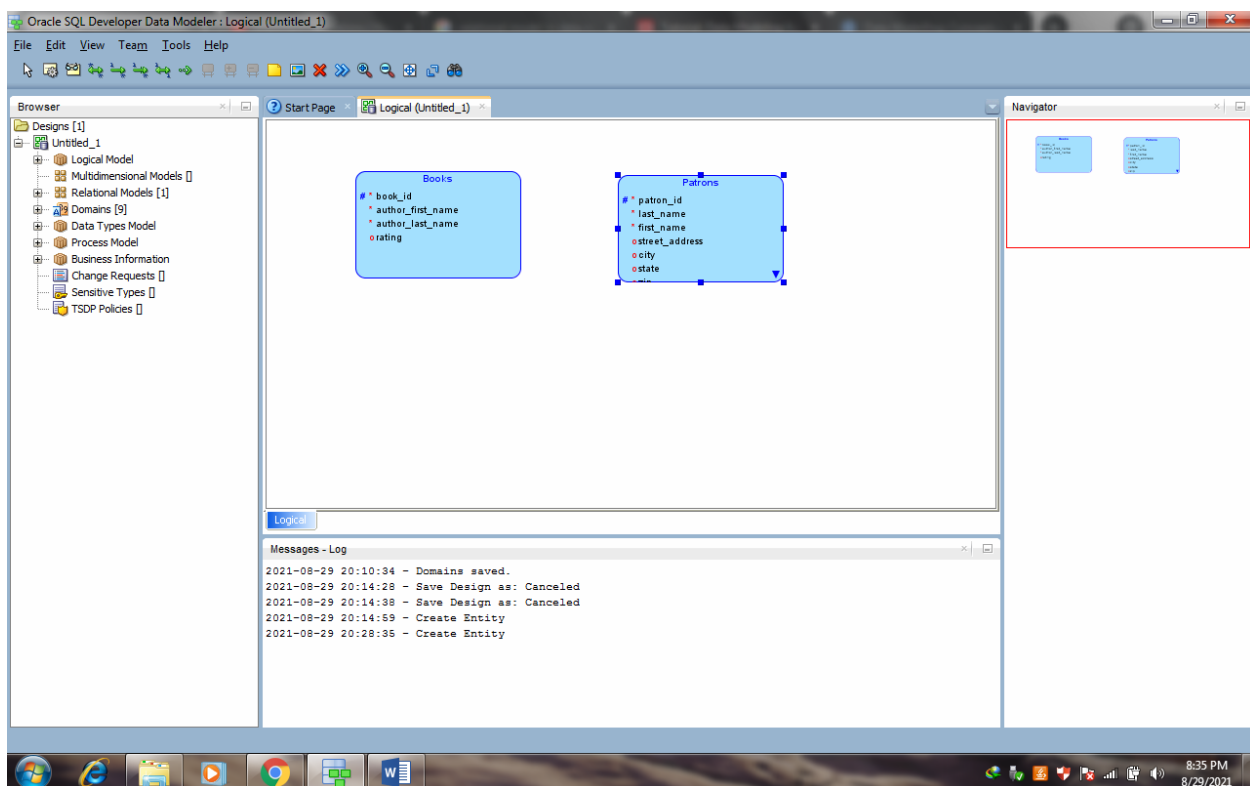 Oracle SQL Developer Data Modeler : Logical (Untitled_1)
File Edit View Team Tools Help
Browser
Designs [1]
Untitled_1
Logical Model
Multidimensional Models []
Relational Models [1]
Domains [9]
Data Types Model
Process Model
Business Information
Change Requests []
Sensitive Types []
TSDP Policies []
Start Page
Logical (Untitled_1)
Books
# * book_id
* author_first_name
* author_last_name
o rating
Patrons
# * patron_id
* last_name
* first_name
o street_address
o city
o state
Logical
Messages - Log
2021-08-29 20:10:34 - Domains saved.
2021-08-29 20:14:28 - Save Design as: Canceled
2021-08-29 20:14:38 - Save Design as: Canceled
2021-08-29 20:14:59 - Create Entity
2021-08-29 20:28:35 - Create Entity
Navigator
8:35 PM
8/29/2021